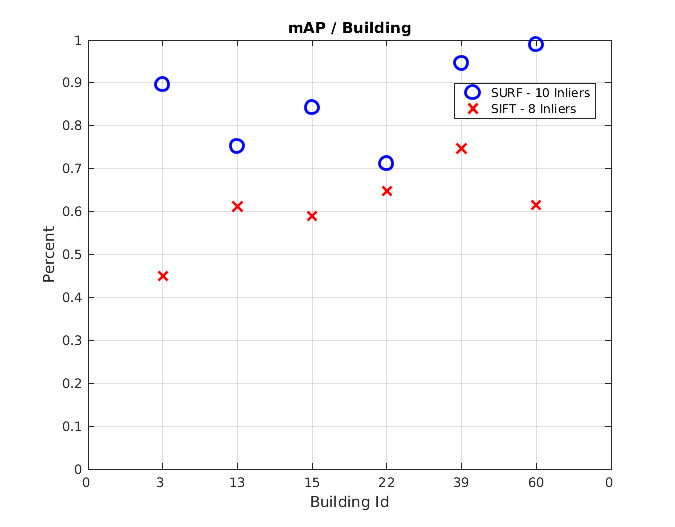 mAP / Building
1
0.9
0.8
0.7
0.6
0.5
0.4
0.3
0.2
0.1
0
Percent
SURF - 10 Inliers
SIFT - 8 Inliers
0 3 13 15 22 39 60 0
Building Id